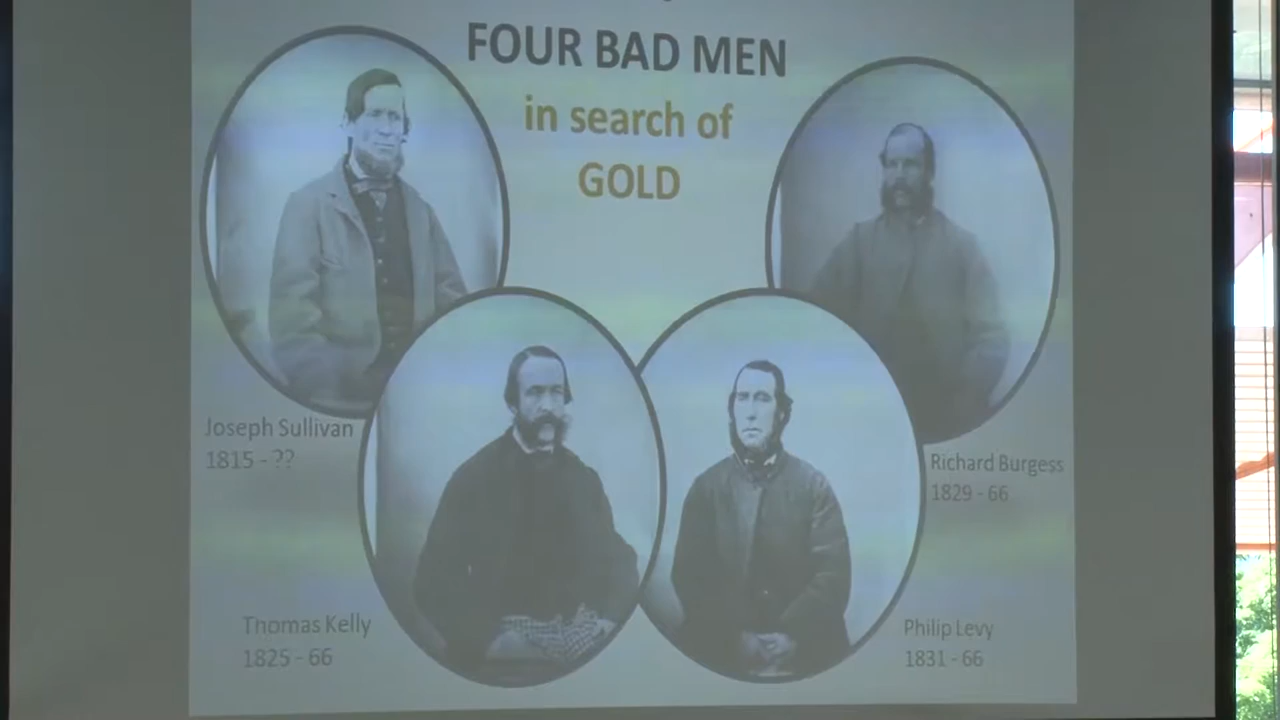 FOUR BAD MEN
in search of
GOLD
Joseph Sullivan
1815 - ??
Richard Burgess
1829 - 66
Thomas Kelly
1825 - 66
Philip Levy
1831 - 66